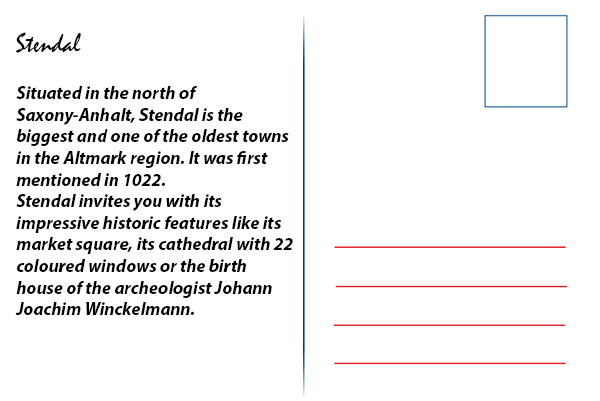 Stendal
Situated in the north of
Saxony-Anhalt, Stendal is the
biggest and one of the oldest towns
in the Altmark region. It was first
mentioned in 1022.
Stendal invites you with its
impressive historic features like its
market square, its cathedral with 22
coloured windows or the birth
house of the archeologist Johann
Joachim Winckelmann.